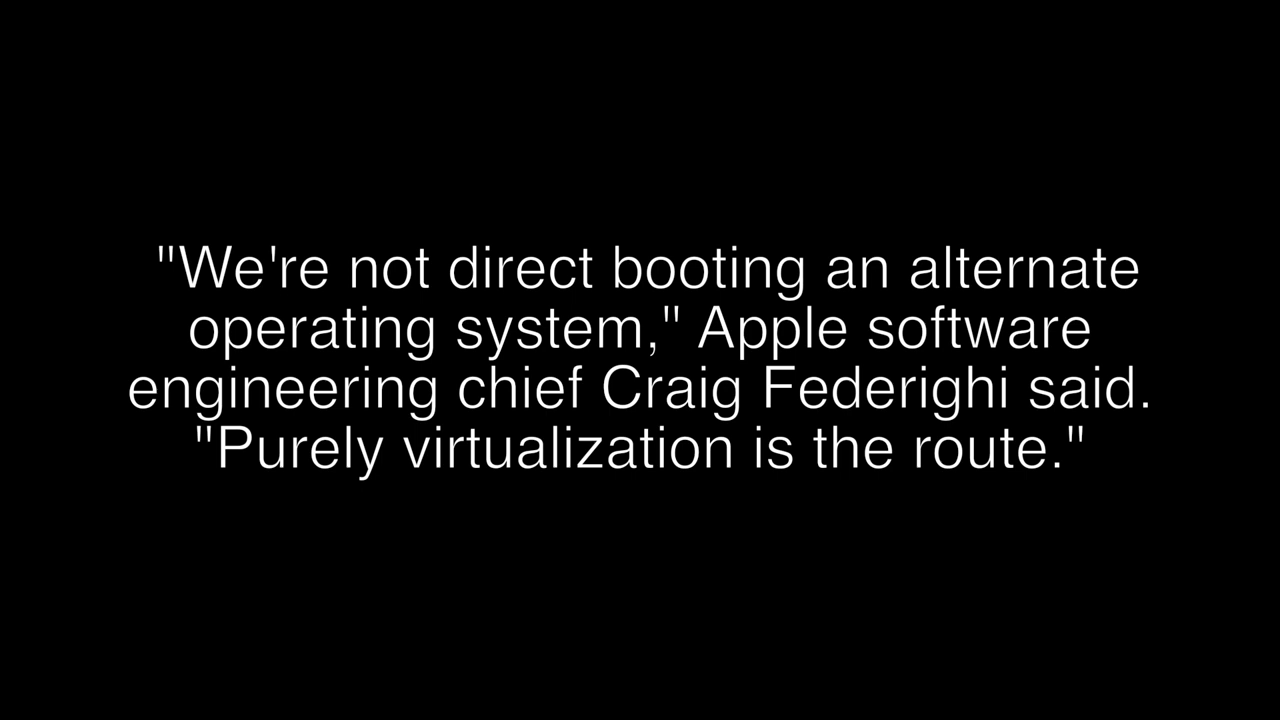 "We're not direct booting an alternate
operating system," Apple software
engineering chief Craig Federighi said.
"Purely virtualization is the route."